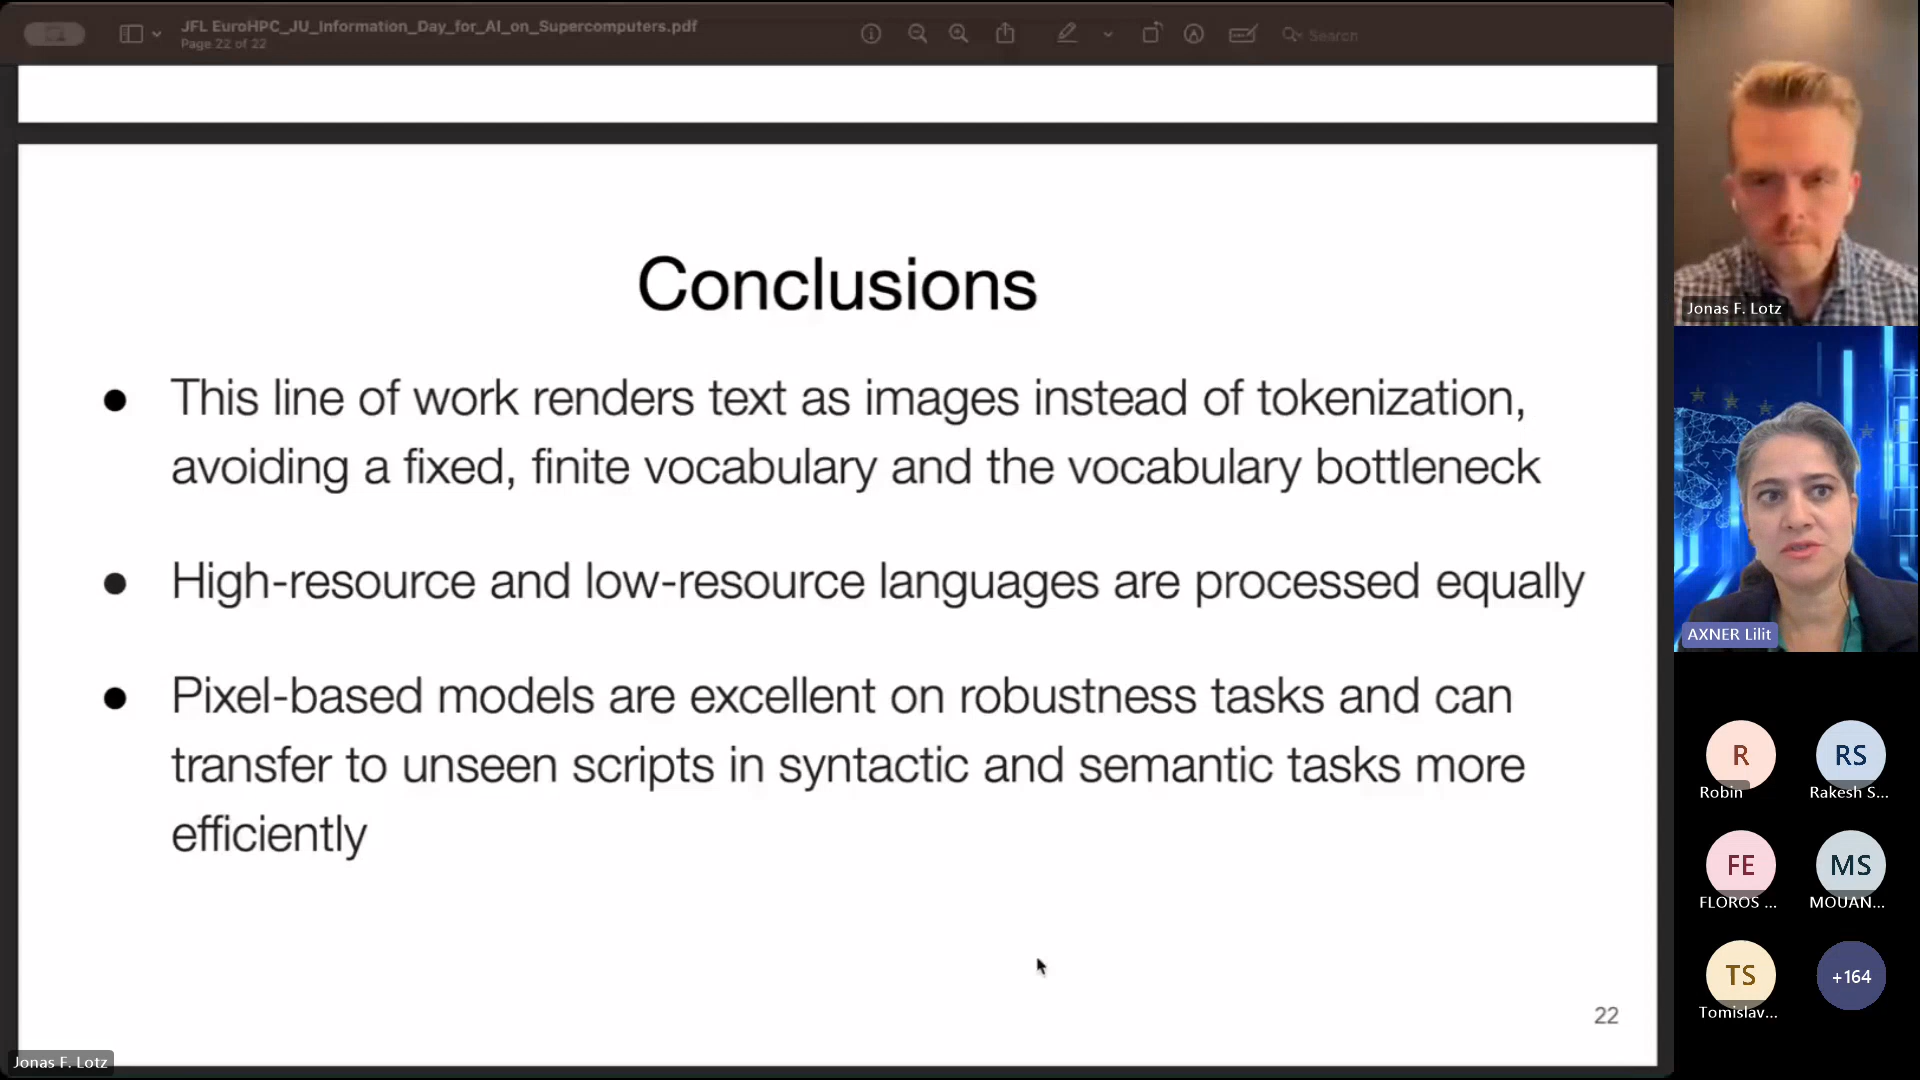 JFL EuroHPC_JU_Information_Day_for_AI_on_Supercomputers.pdf
Page 22 of 22
Search
Conclusions
● This line of work renders text as images instead of tokenization,
avoiding a fixed, finite vocabulary and the vocabulary bottleneck
● High-resource and low-resource languages are processed equally
● Pixel-based models are excellent on robustness tasks and can
transfer to unseen scripts in syntactic and semantic tasks more
efficiently
22
Jonas F. Lotz
Jonas F. Lotz
AXNER Lilit
R
Robin
RS
Rakesh S...
FE
FLOROS ...
MS
MOUAN...
TS
Tomislav...
+164